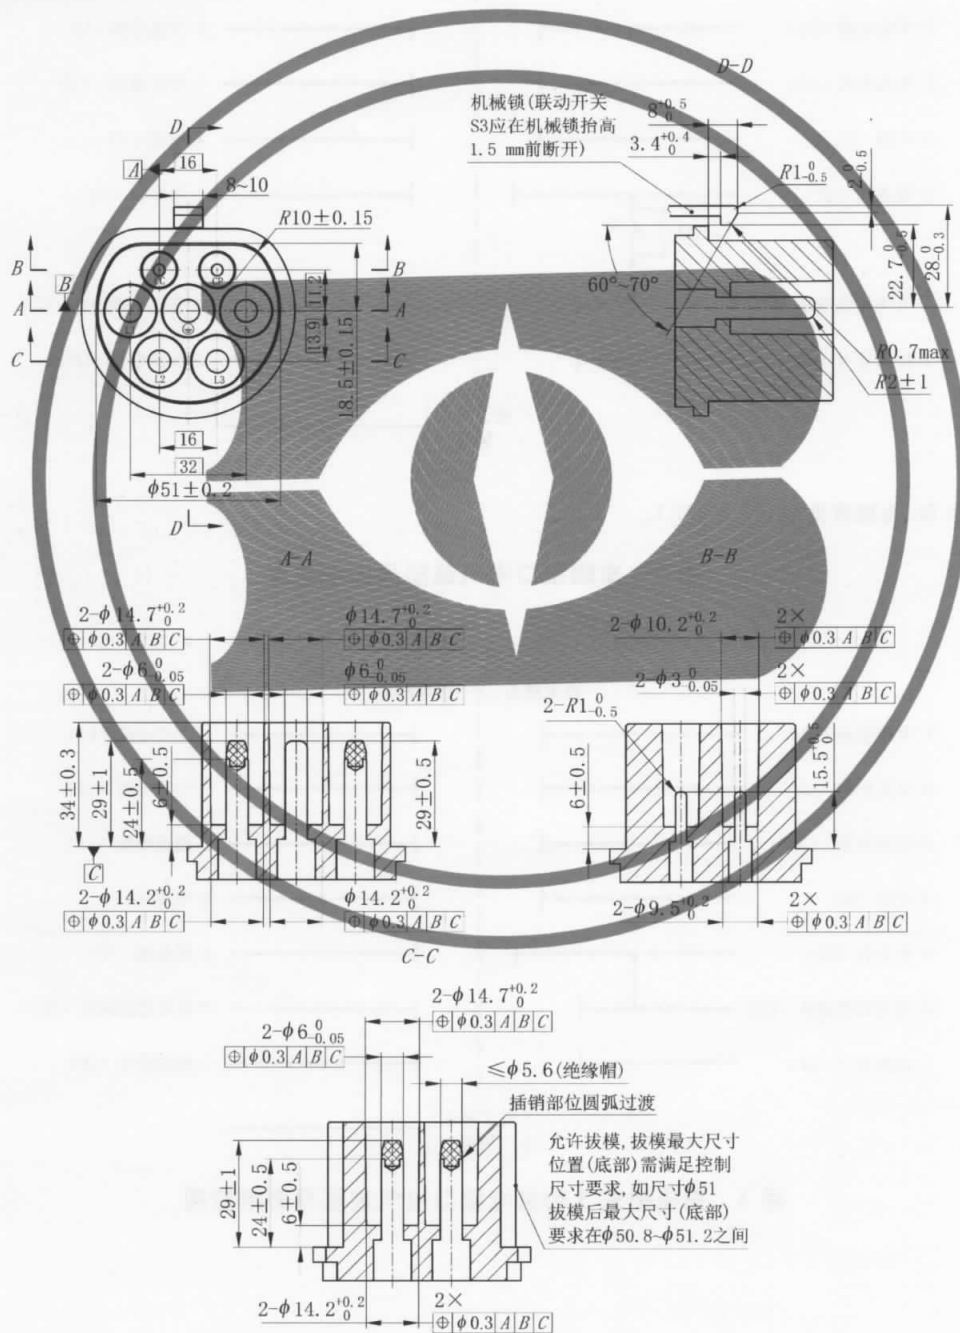 D-D
机械锁(联动开关
S3应在机械锁抬高
1.5 mm前断开)
8 +0.5 0
3.4 +0.4 0
R1 0 -0.5
2 0 -0.5
22.7 0 -0.5
28 0 -0.3
60°~70°
R0.7max
R2±1
D
A
16
8~10
R10±0.15
B
B
B
A
A
C
C
11.2
13.9
18.5±0.15
L2
L3
16
32
ϕ51±0.2
D
A-A
2-ϕ14.7 +0.2 0
⌖ ϕ0.3 A B C
ϕ14.7 +0.2 0
⌖ ϕ0.3 A B C
2-ϕ6 0 -0.05
⌖ ϕ0.3 A B C
ϕ6 0 -0.05
⌖ ϕ0.3 A B C
34±0.3
29±1
24±0.5
6±0.5
29±0.5
C
2-ϕ14.2 +0.2 0
⌖ ϕ0.3 A B C
ϕ14.2 +0.2 0
⌖ ϕ0.3 A B C
B-B
2-ϕ10.2 +0.2 0
2×
⌖ ϕ0.3 A B C
2-ϕ3 0 -0.05
2×
⌖ ϕ0.3 A B C
2-R1 0 -0.5
6±0.5
15.5 +0.5 0
2-ϕ9.5 +0.2 0
2×
⌖ ϕ0.3 A B C
C-C
2-ϕ14.7 +0.2 0
⌖ ϕ0.3 A B C
2-ϕ6 0 -0.05
⌖ ϕ0.3 A B C
≤ϕ5.6(绝缘帽)
插销部位圆弧过渡
允许拔模,拔模最大尺寸
位置(底部)需满足控制
尺寸要求,如尺寸ϕ51
拔模后最大尺寸(底部)
要求在ϕ50.8~ϕ51.2之间
29±1
24±0.5
6±0.5
2-ϕ14.2 +0.2 0
2×
⌖ ϕ0.3 A B C